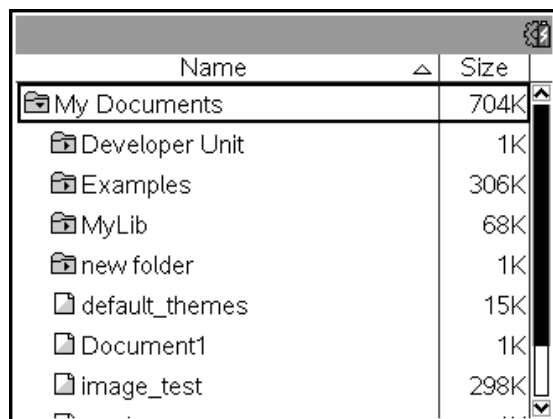 Name Size
My Documents 704K
Developer Unit 1K
Examples 306K
MyLib 68K
new folder 1K
default_themes 15K
Document1 1K
image_test 298K